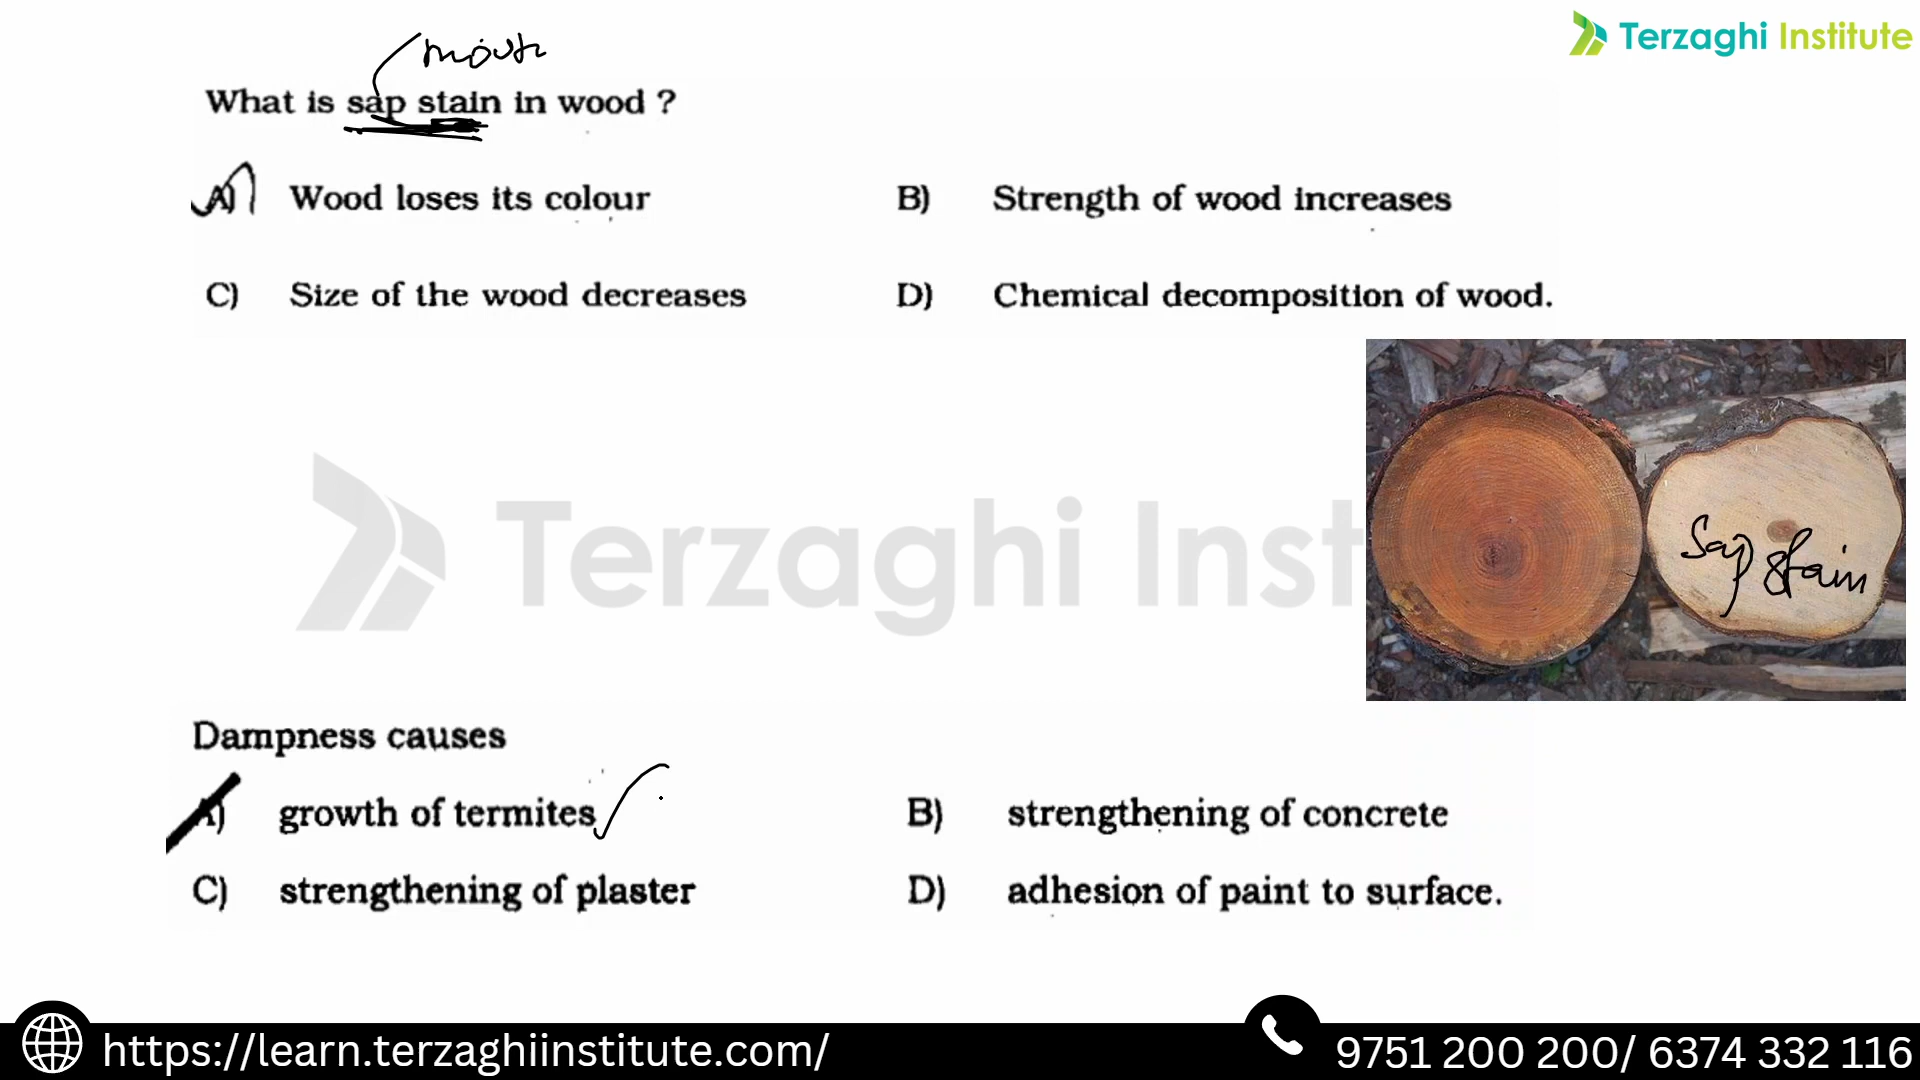 Terzaghi Institute
What is sap stain in wood ?
A) Wood loses its colour
B) Strength of wood increases
C) Size of the wood decreases
D) Chemical decomposition of wood.
Terzaghi Inst
Sap stain
Dampness causes
A) growth of termites
B) strengthening of concrete
C) strengthening of plaster
D) adhesion of paint to surface.
https://learn.terzaghiinstitute.com/
9751 200 200/ 6374 332 116